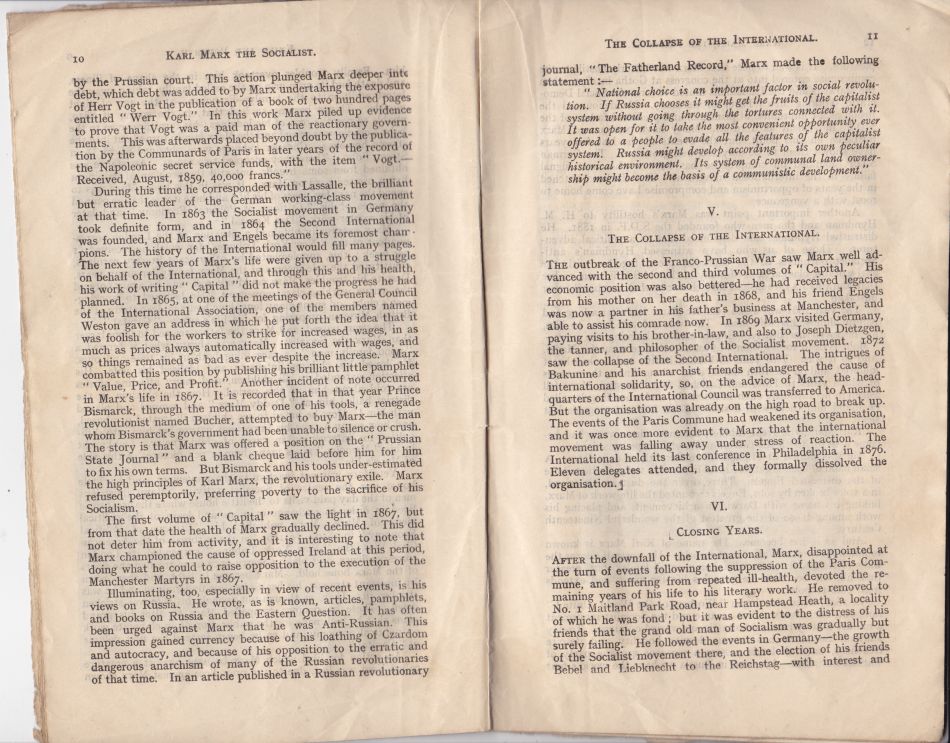 10
KARL MARX THE SOCIALIST.
by the Prussian court. This action plunged Marx deeper into
debt, which debt was added to by Marx undertaking the exposure
of Herr Vogt in the publication of a book of two hundred pages
entitled "Werr Vogt." In this work Marx piled up evidence
to prove that Vogt was a paid man of the reactionary govern-
ments. This was afterwards placed beyond doubt by the publica-
tion by the Communards of Paris in later years of the record of
the Napoleonic secret service funds, with the item "Vogt.—
Received, August, 1859, 40,000 francs."
During this time he corresponded with Lassalle, the brilliant
but erratic leader of the German working-class movement
at that time. In 1863 the Socialist movement in Germany
took definite form, and in 1864 the Second International
was founded, and Marx and Engels became its foremost cham-
pions. The history of the International would fill many pages.
The next few years of Marx's life were given up to a struggle
on behalf of the International, and through this and his health,
his work of writing "Capital" did not make the progress he had
planned. In 1865, at one of the meetings of the General Council
of the International Association, one of the members named
Weston gave an address in which he put forth the idea that it
was foolish for the workers to strike for increased wages, in as
much as prices always automatically increased with wages, and
so things remained as bad as ever despite the increase. Marx
combatted this position by publishing his brilliant little pamphlet
"Value, Price, and Profit." Another incident of note occurred
in Marx's life in 1867. It is recorded that in that year Prince
Bismarck, through the medium of one of his tools, a renegade
revolutionist named Bucher, attempted to buy Marx—the man
whom Bismarck's government had been unable to silence or crush.
The story is that Marx was offered a position on the "Prussian
State Journal" and a blank cheque laid before him for him
to fix his own terms. But Bismarck and his tools under-estimated
the high principles of Karl Marx, the revolutionary exile. Marx
refused peremptorily, preferring poverty to the sacrifice of his
Socialism.
The first volume of "Capital" saw the light in 1867, but
from that date the health of Marx gradually declined. This did
not deter him from activity, and it is interesting to note that
Marx championed the cause of oppressed Ireland at this period,
doing what he could to raise opposition to the execution of the
Manchester Martyrs in 1867.
Illuminating, too, especially in view of recent events, is his
views on Russia. He wrote, as is known, articles, pamphlets,
and books on Russia and the Eastern Question. It has often
been urged against Marx that he was Anti-Russian. This
impression gained currency because of his loathing of Czardom
and autocracy, and because of his opposition to the erratic and
dangerous anarchism of many of the Russian revolutionaries
of that time. In an article published in a Russian revolutionary
THE COLLAPSE OF THE INTERNATIONAL.
11
journal, "The Fatherland Record," Marx made the following
statement :—
"National choice is an important factor in social revolu-
tion. If Russia chooses it might get the fruits of the capitalist
system without going through the tortures connected with it.
It was open for it to take the most convenient opportunity ever
offered to a people to evade all the features of the capitalist
system. Russia might develop according to its own peculiar
historical environment. Its system of communal land owner-
ship might become the basis of a communistic development."
V.
THE COLLAPSE OF THE INTERNATIONAL.
THE outbreak of the Franco-Prussian War saw Marx well ad-
vanced with the second and third volumes of "Capital." His
economic position was also bettered—he had received legacies
from his mother on her death in 1868, and his friend Engels
was now a partner in his father's business at Manchester, and
able to assist his comrade now. In 1869 Marx visited Germany,
paying visits to his brother-in-law, and also to Joseph Dietzgen,
the tanner, and philosopher of the Socialist movement. 1872
saw the collapse of the Second International. The intrigues of
Bakunine and his anarchist friends endangered the cause of
international solidarity, so, on the advice of Marx, the head-
quarters of the International Council was transferred to America.
But the organisation was already on the high road to break up.
The events of the Paris Commune had weakened its organisation,
and it was once more evident to Marx that the international
movement was falling away under stress of reaction. The
International held its last conference in Philadelphia in 1876.
Eleven delegates attended, and they formally dissolved the
organisation.
VI.
CLOSING YEARS.
AFTER the downfall of the International, Marx, disappointed at
the turn of events following the suppression of the Paris Com-
mune, and suffering from repeated ill-health, devoted the re-
maining years of his life to his literary work. He removed to
No. 1 Maitland Park Road, near Hampstead Heath, a locality
of which he was fond ; but it was evident to the distress of his
friends that the grand old man of Socialism was gradually but
surely failing. He followed the events in Germany—the growth
of the Socialist movement there, and the election of his friends
Bebel and Liebknecht to the Reichstag—with interest and